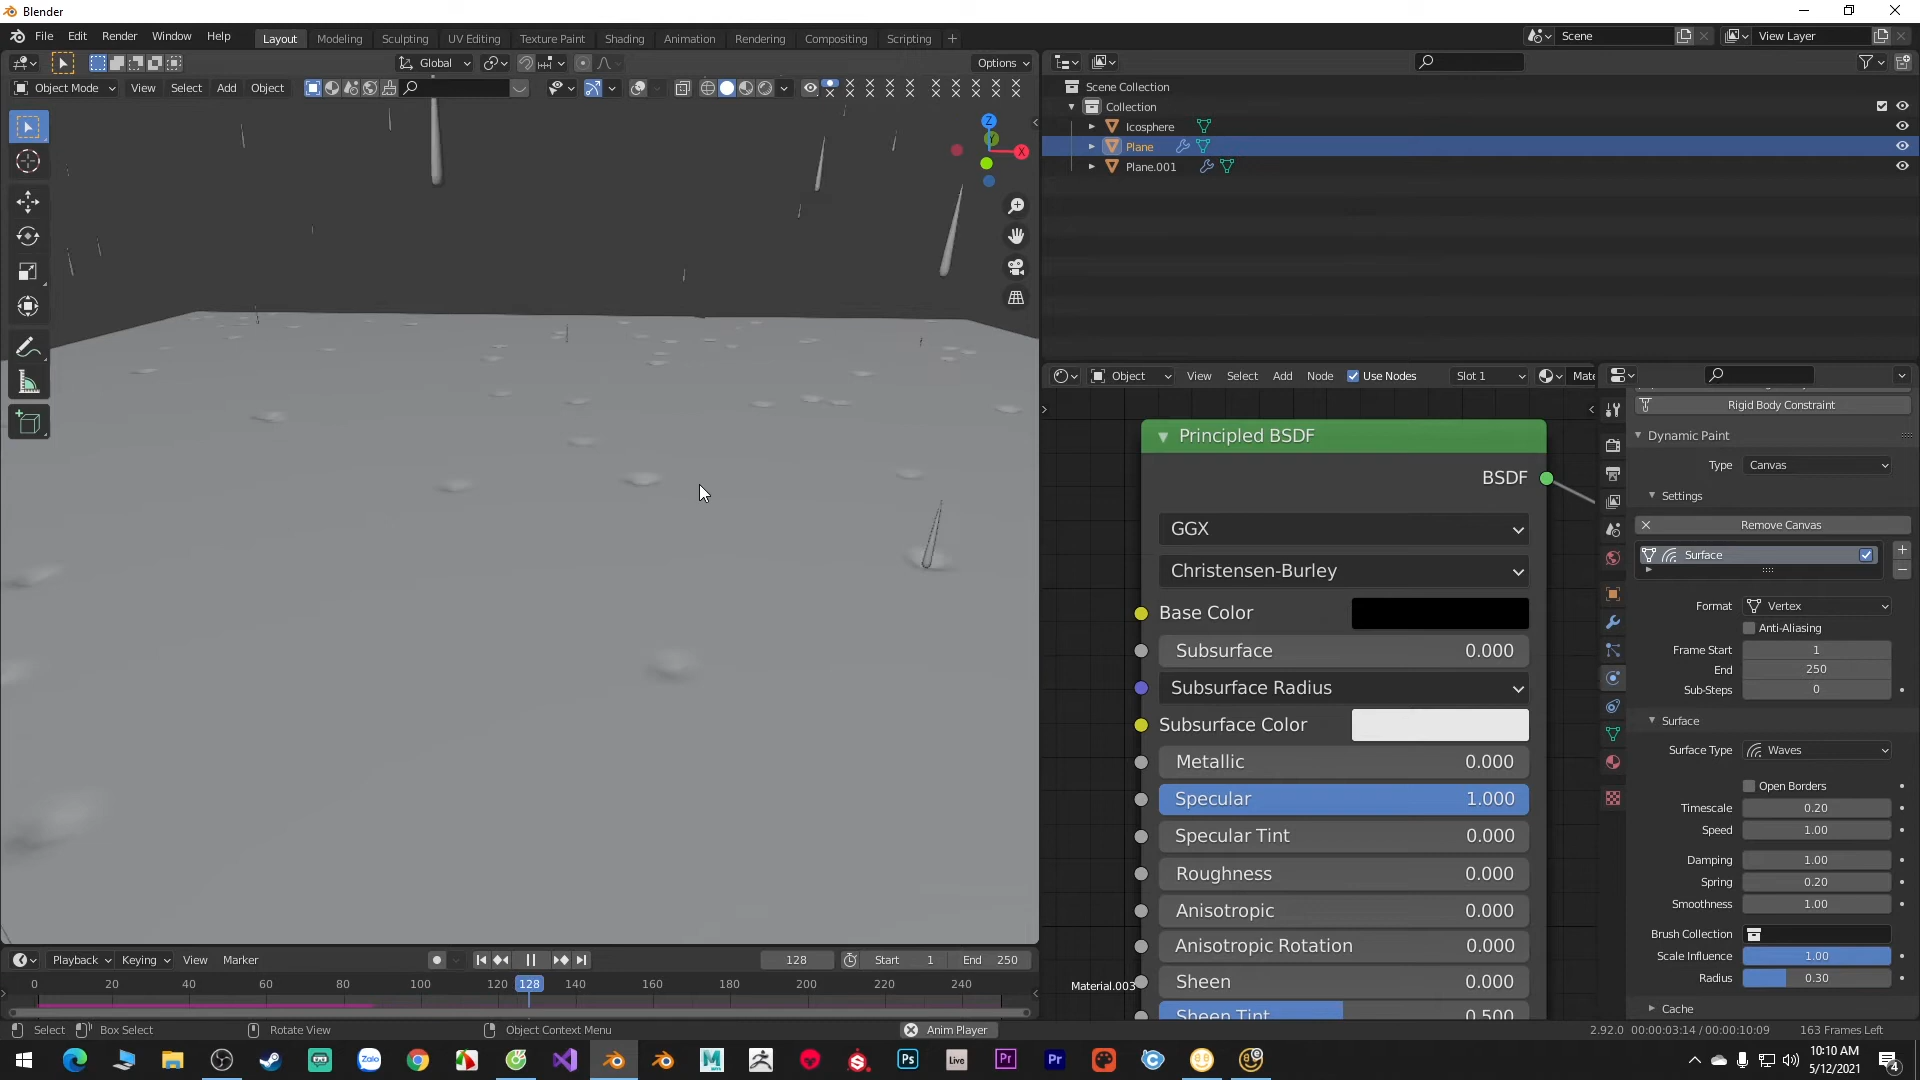 Blender
File Edit Render Window Help
Layout Modeling Sculpting UV Editing Texture Paint Shading Animation Rendering Compositing Scripting
Scene
View Layer
Global
Options
Object Mode View Select Add Object
Z
Y
X
Scene Collection
Collection
Icosphere
Plane
Plane.001
Object View Select Add Node Object Use Nodes Slot 1 Mate
Principled BSDF
BSDF
GGX
Christensen-Burley
Base Color
Subsurface 0.000
Subsurface Radius
Subsurface Color
Metallic 0.000
Specular 1.000
Specular Tint 0.000
Roughness 0.000
Anisotropic 0.000
Anisotropic Rotation 0.000
Sheen 0.000
Sheen Tint 0.500
Material.003
Rigid Body Constraint
Dynamic Paint
Type Canvas
Settings
Remove Canvas
Surface
Format Vertex
Anti-Aliasing
Frame Start 1
End 250
Sub-Steps 0
Surface
Surface Type Waves
Open Borders
Timescale 0.20
Speed 1.00
Damping 1.00
Spring 0.20
Smoothness 1.00
Brush Collection
Scale Influence 1.00
Radius 0.30
Cache
Playback Keying View Marker
128
Start 1
End 250
0 20 40 60 80 100 120 128 140 160 180 200 220 240
Select Box Select Rotate View Object Context Menu Anim Player
2.92.0 00:00:03:14 / 00:00:10:09 163 Frames Left
Zalo
M
Ps
Live
Pr
Pr
10:10 AM
5/12/2021
4